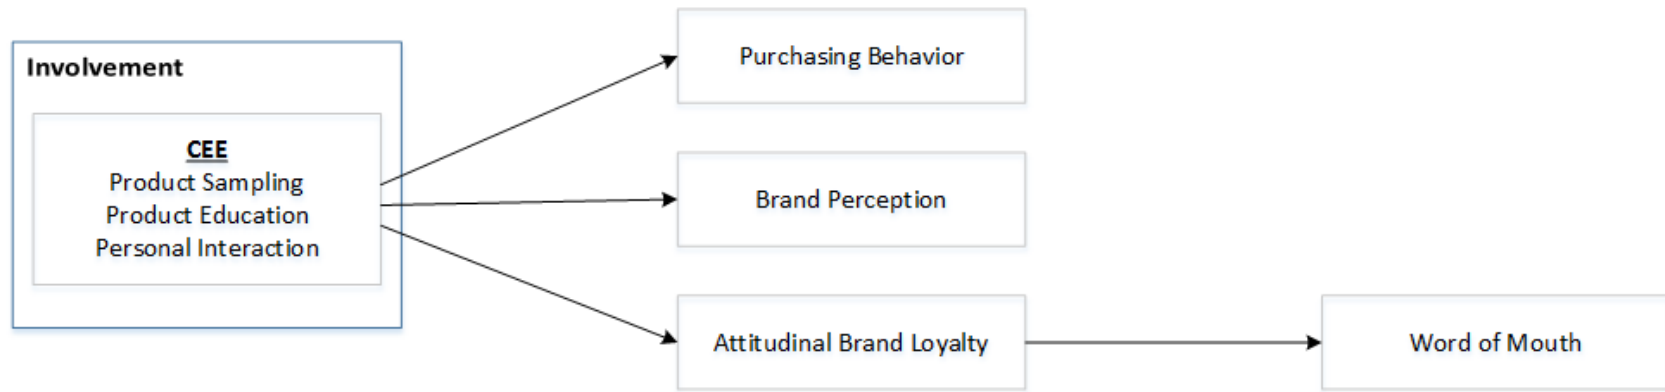 Involvement
CEE
Product Sampling
Product Education
Personal Interaction
Purchasing Behavior
Brand Perception
Attitudinal Brand Loyalty
Word of Mouth